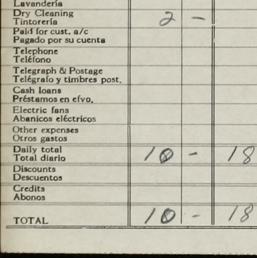 Lavandería
Dry Cleaning 2 -
Tintorería
Paid for cust. a/c
Pagado por su cuenta
Telephone
Teléfono
Telegraph & Postage
Telégrafo y timbres post.
Cash loans
Préstamos en efvo.
Electric fans
Abanicos eléctricos
Other expenses
Otros gastos
Daily total 10 - 18
Total diario
Discounts
Descuentos
Credits
Abonos
TOTAL 10 - 18